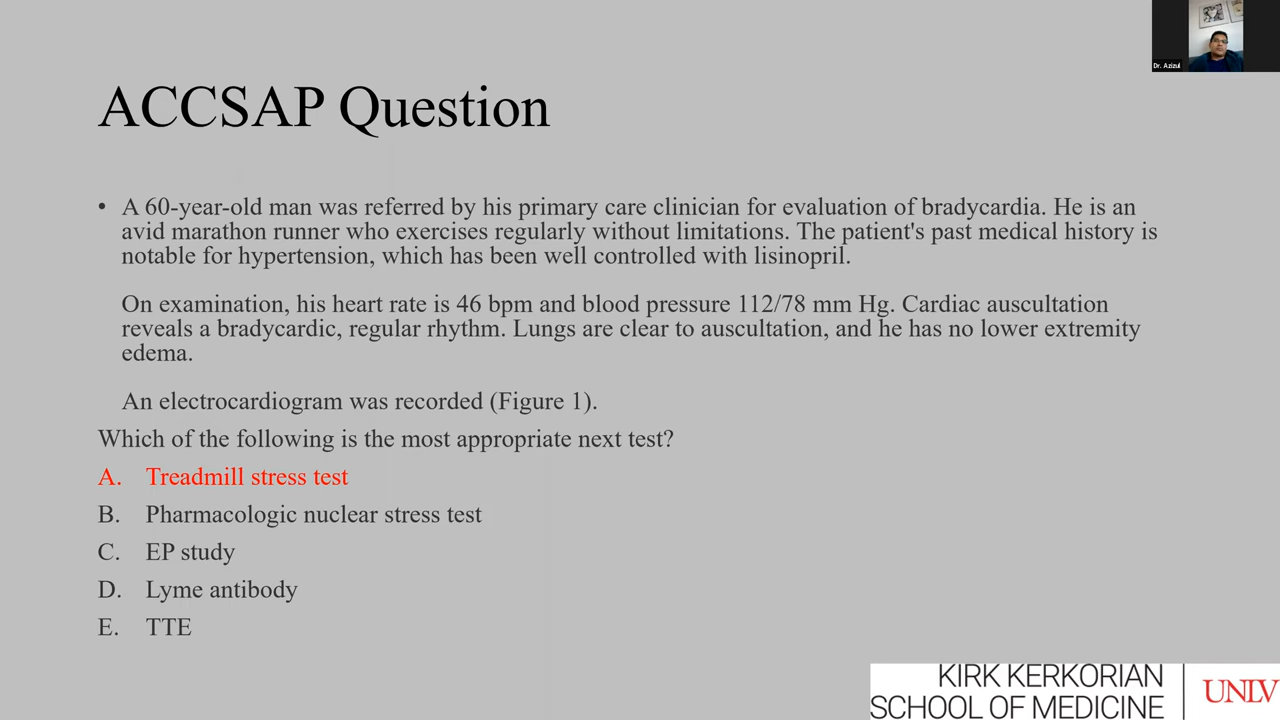 Dr. Azizul
ACCSAP Question
• A 60-year-old man was referred by his primary care clinician for evaluation of bradycardia. He is an
avid marathon runner who exercises regularly without limitations. The patient's past medical history is
notable for hypertension, which has been well controlled with lisinopril.
On examination, his heart rate is 46 bpm and blood pressure 112/78 mm Hg. Cardiac auscultation
reveals a bradycardic, regular rhythm. Lungs are clear to auscultation, and he has no lower extremity
edema.
An electrocardiogram was recorded (Figure 1).
Which of the following is the most appropriate next test?
A. Treadmill stress test
B. Pharmacologic nuclear stress test
C. EP study
D. Lyme antibody
E. TTE
KIRK KERKORIAN
SCHOOL OF MEDICINE
UNLV